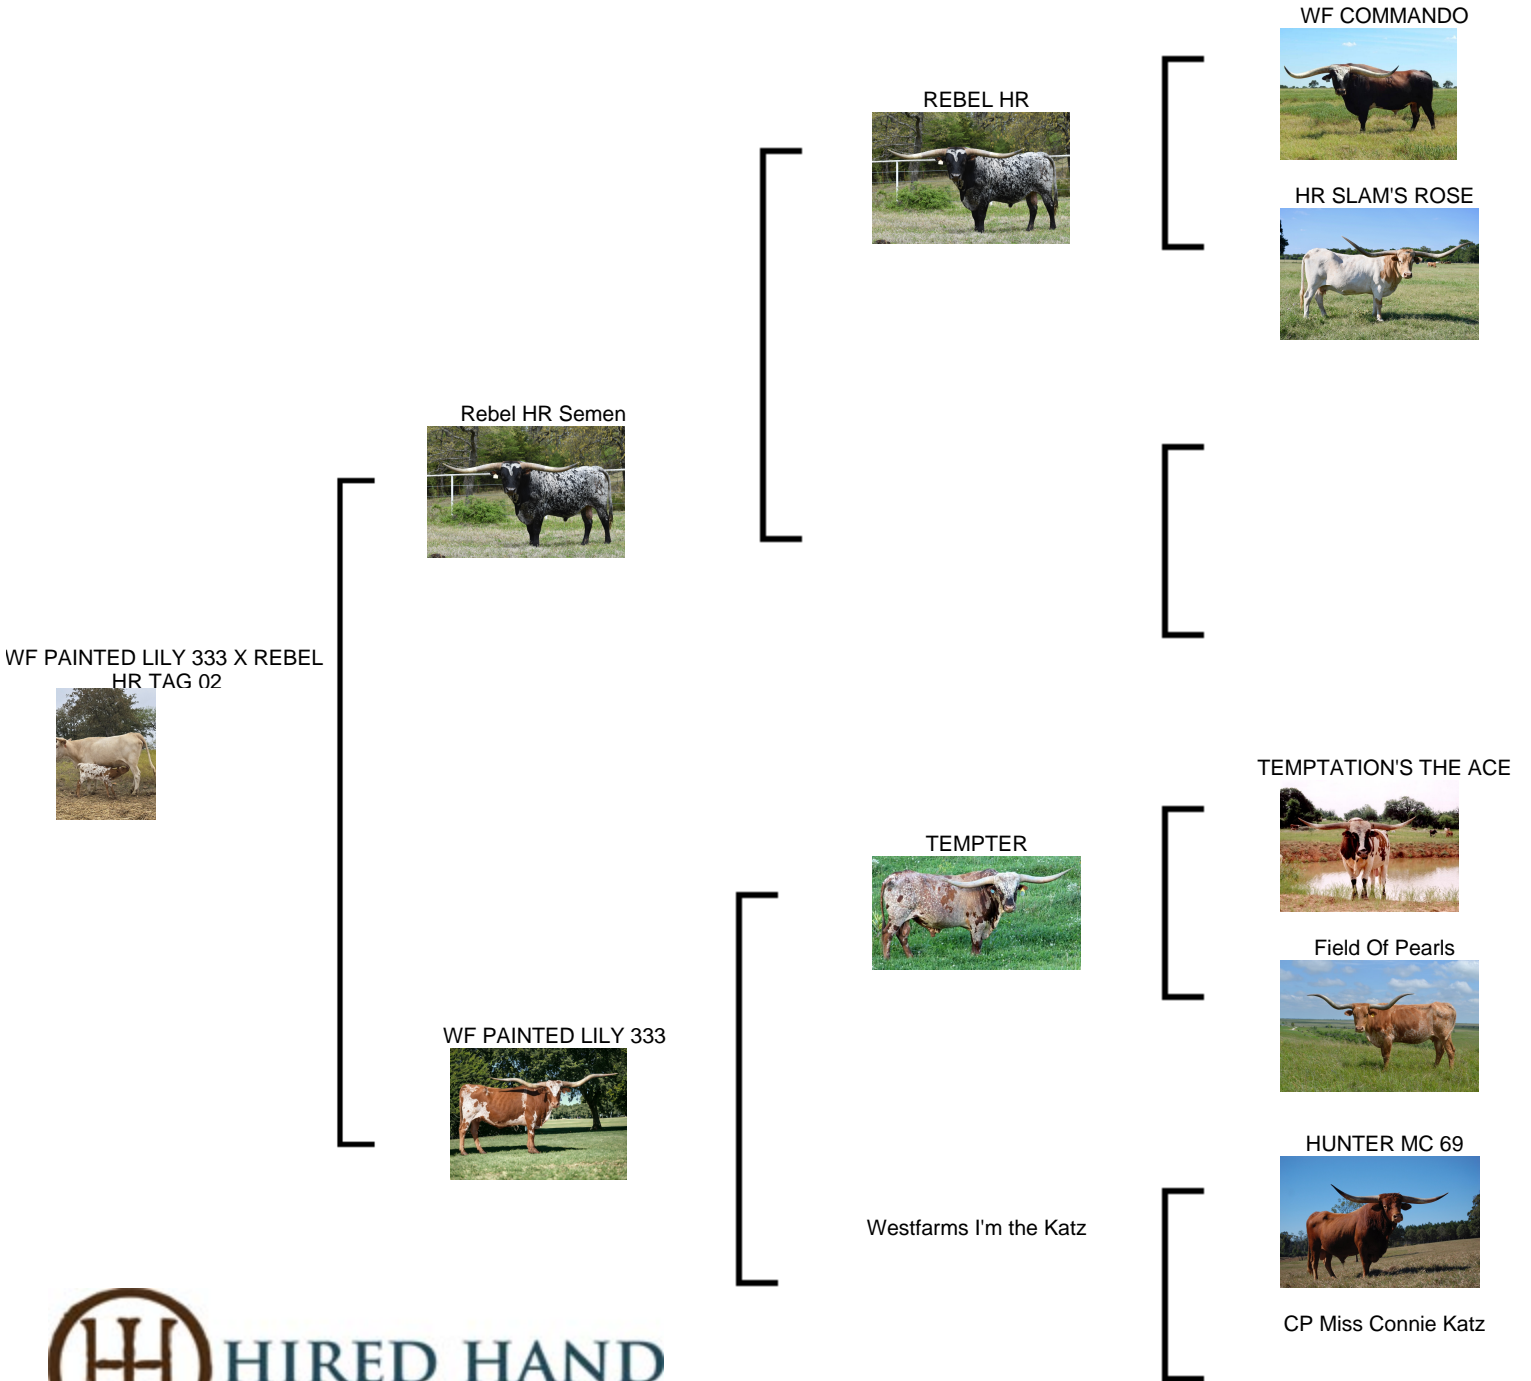 WF COMMANDO
REBEL HR
HR SLAM'S ROSE
Rebel HR Semen
WF PAINTED LILY 333 X REBEL
HR TAG 02
TEMPTATION'S THE ACE
TEMPTER
Field Of Pearls
WF PAINTED LILY 333
HUNTER MC 69
Westfarms I'm the Katz
CP Miss Connie Katz
HIRED HAND